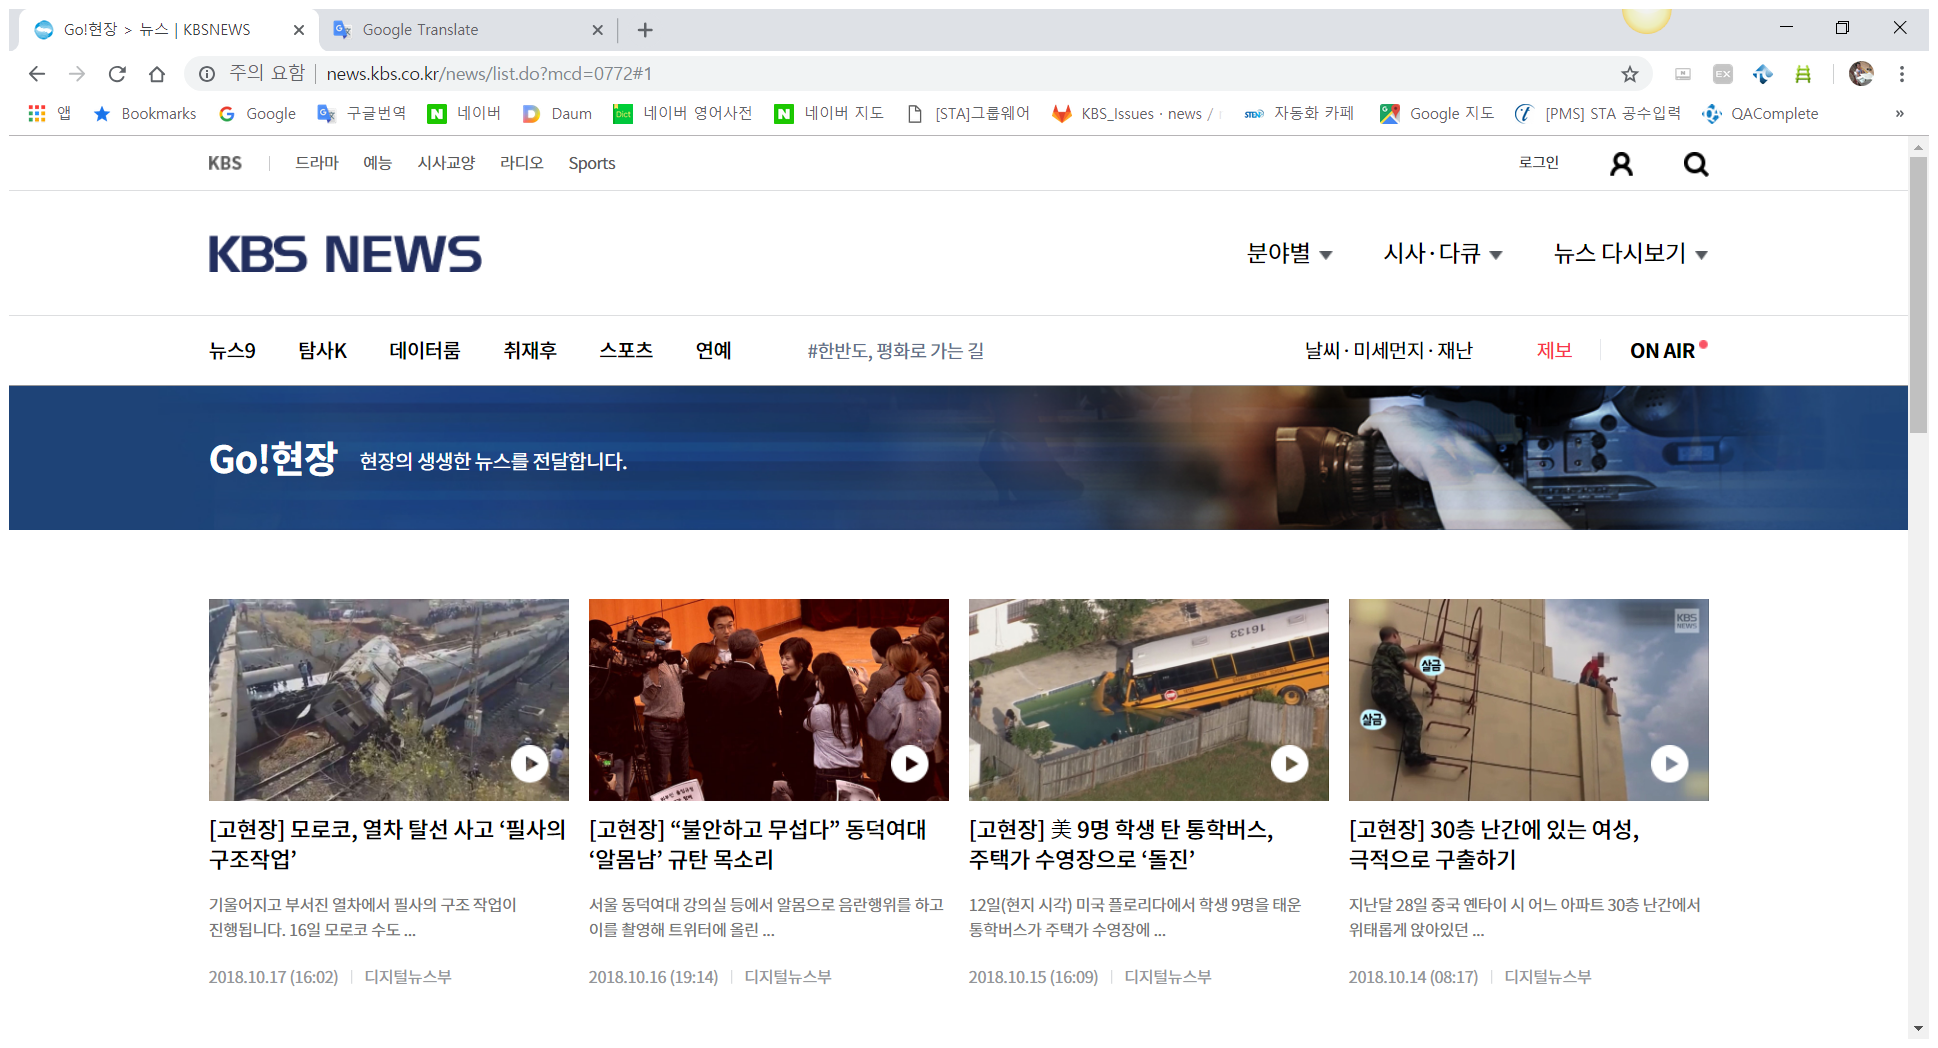 Go!현장 > 뉴스 | KBSNEWS
Google Translate
주의 요함
news.kbs.co.kr/news/list.do?mcd=0772#1
EX
앱 Bookmarks Google 구글번역 네이버 Daum 네이버 영어사전 네이버 지도 [STA]그룹웨어 KBS_Issues · news / 자동화 카페 Google 지도 [PMS] STA 공수입력 QAComplete »
KBS 드라마 예능 시사교양 라디오 Sports 로그인
KBS NEWS
분야별 시사·다큐 뉴스 다시보기
뉴스9 탐사K 데이터룸 취재후 스포츠 연예 #한반도, 평화로 가는 길 날씨·미세먼지·재난 제보 ON AIR
Go!현장 현장의 생생한 뉴스를 전달합니다.
16133
KBS NEWS
살금
살금
[고현장] 모로코, 열차 탈선 사고 ‘필사의
구조작업’
기울어지고 부서진 열차에서 필사의 구조 작업이
진행됩니다. 16일 모로코 수도 ...
2018.10.17 (16:02) 디지털뉴스부
[고현장] “불안하고 무섭다” 동덕여대
‘알몸남’ 규탄 목소리
서울 동덕여대 강의실 등에서 알몸으로 음란행위를 하고
이를 촬영해 트위터에 올린 ...
2018.10.16 (19:14) 디지털뉴스부
[고현장] 美 9명 학생 탄 통학버스,
주택가 수영장으로 ‘돌진’
12일(현지 시각) 미국 플로리다에서 학생 9명을 태운
통학버스가 주택가 수영장에 ...
2018.10.15 (16:09) 디지털뉴스부
[고현장] 30층 난간에 있는 여성,
극적으로 구출하기
지난달 28일 중국 옌타이 시 어느 아파트 30층 난간에서
위태롭게 앉아있던 ...
2018.10.14 (08:17) 디지털뉴스부